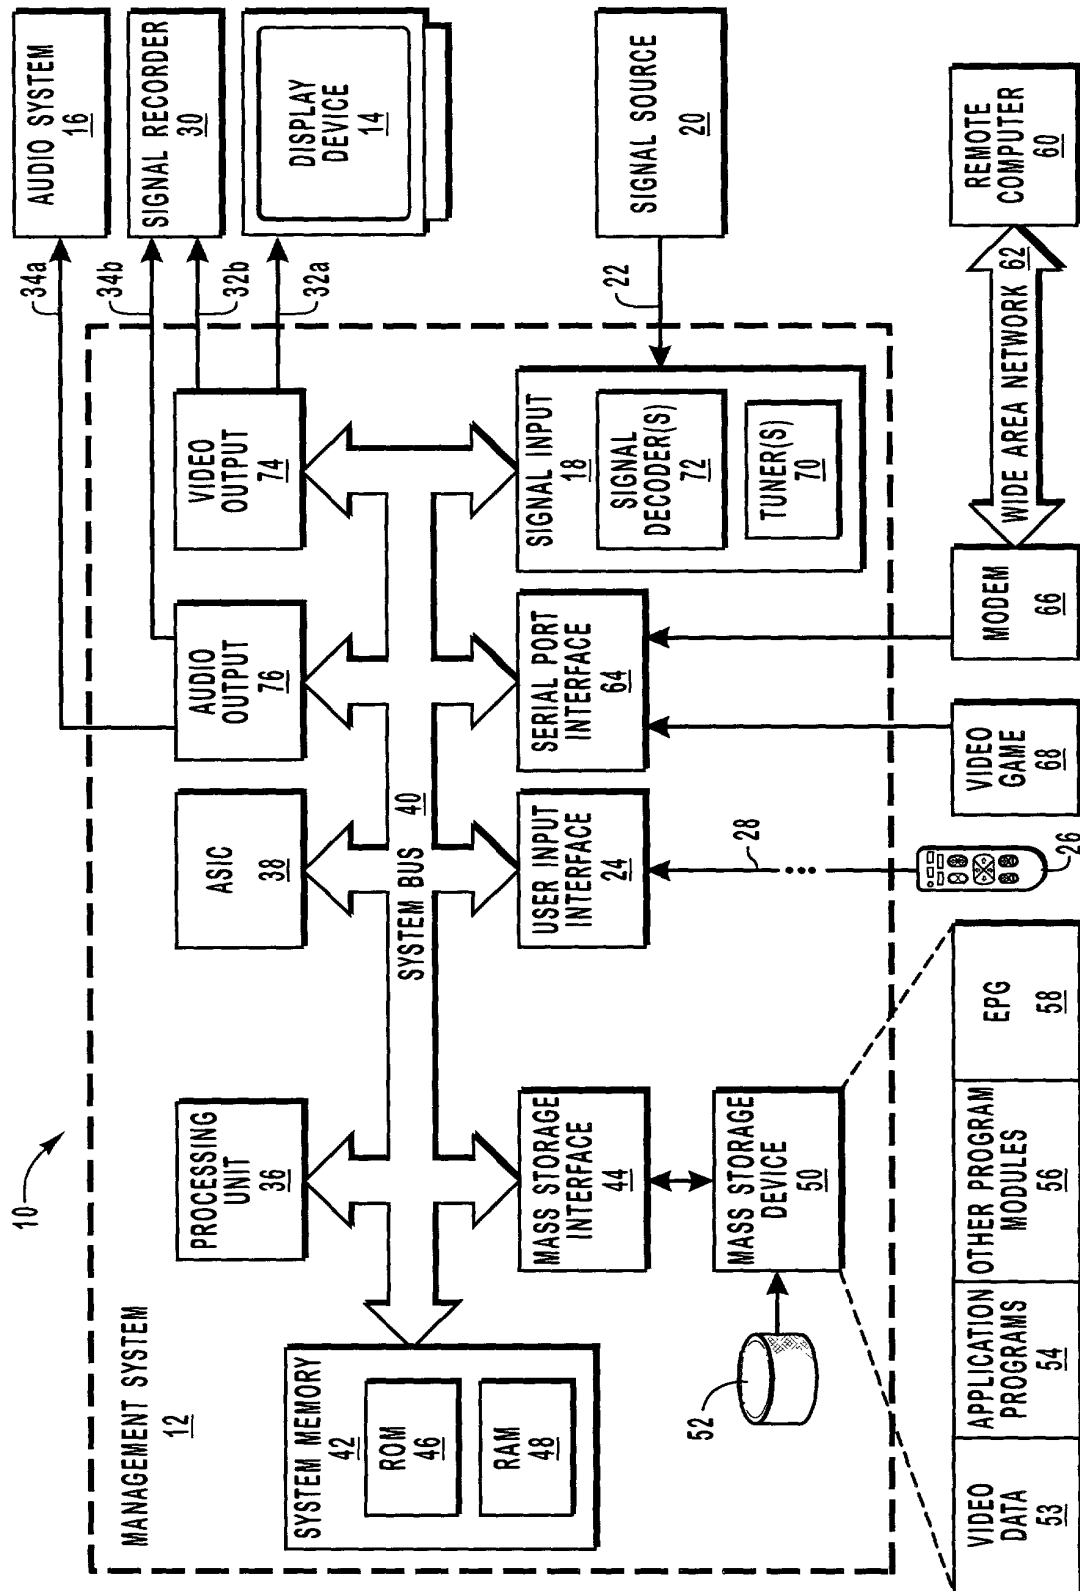 10
MANAGEMENT SYSTEM
12
SYSTEM MEMORY
42
ROM
46
RAM
48
PROCESSING
UNIT
36
ASIC
38
AUDIO
OUTPUT
76
VIDEO
OUTPUT
74
34a
34b
32b
32a
AUDIO SYSTEM
16
SIGNAL RECORDER
30
DISPLAY
DEVICE
14
SYSTEM BUS
40
MASS STORAGE
INTERFACE
44
USER INPUT
INTERFACE
24
SERIAL PORT
INTERFACE
64
SIGNAL INPUT
18
SIGNAL
DECODER(S)
72
TUNER(S)
70
22
SIGNAL SOURCE
20
52
MASS STORAGE
DEVICE
50
28
26
VIDEO
DATA
53
APPLICATION
PROGRAMS
54
OTHER PROGRAM
MODULES
56
EPG
58
VIDEO
GAME
68
MODEM
66
WIDE AREA NETWORK 62
REMOTE
COMPUTER
60